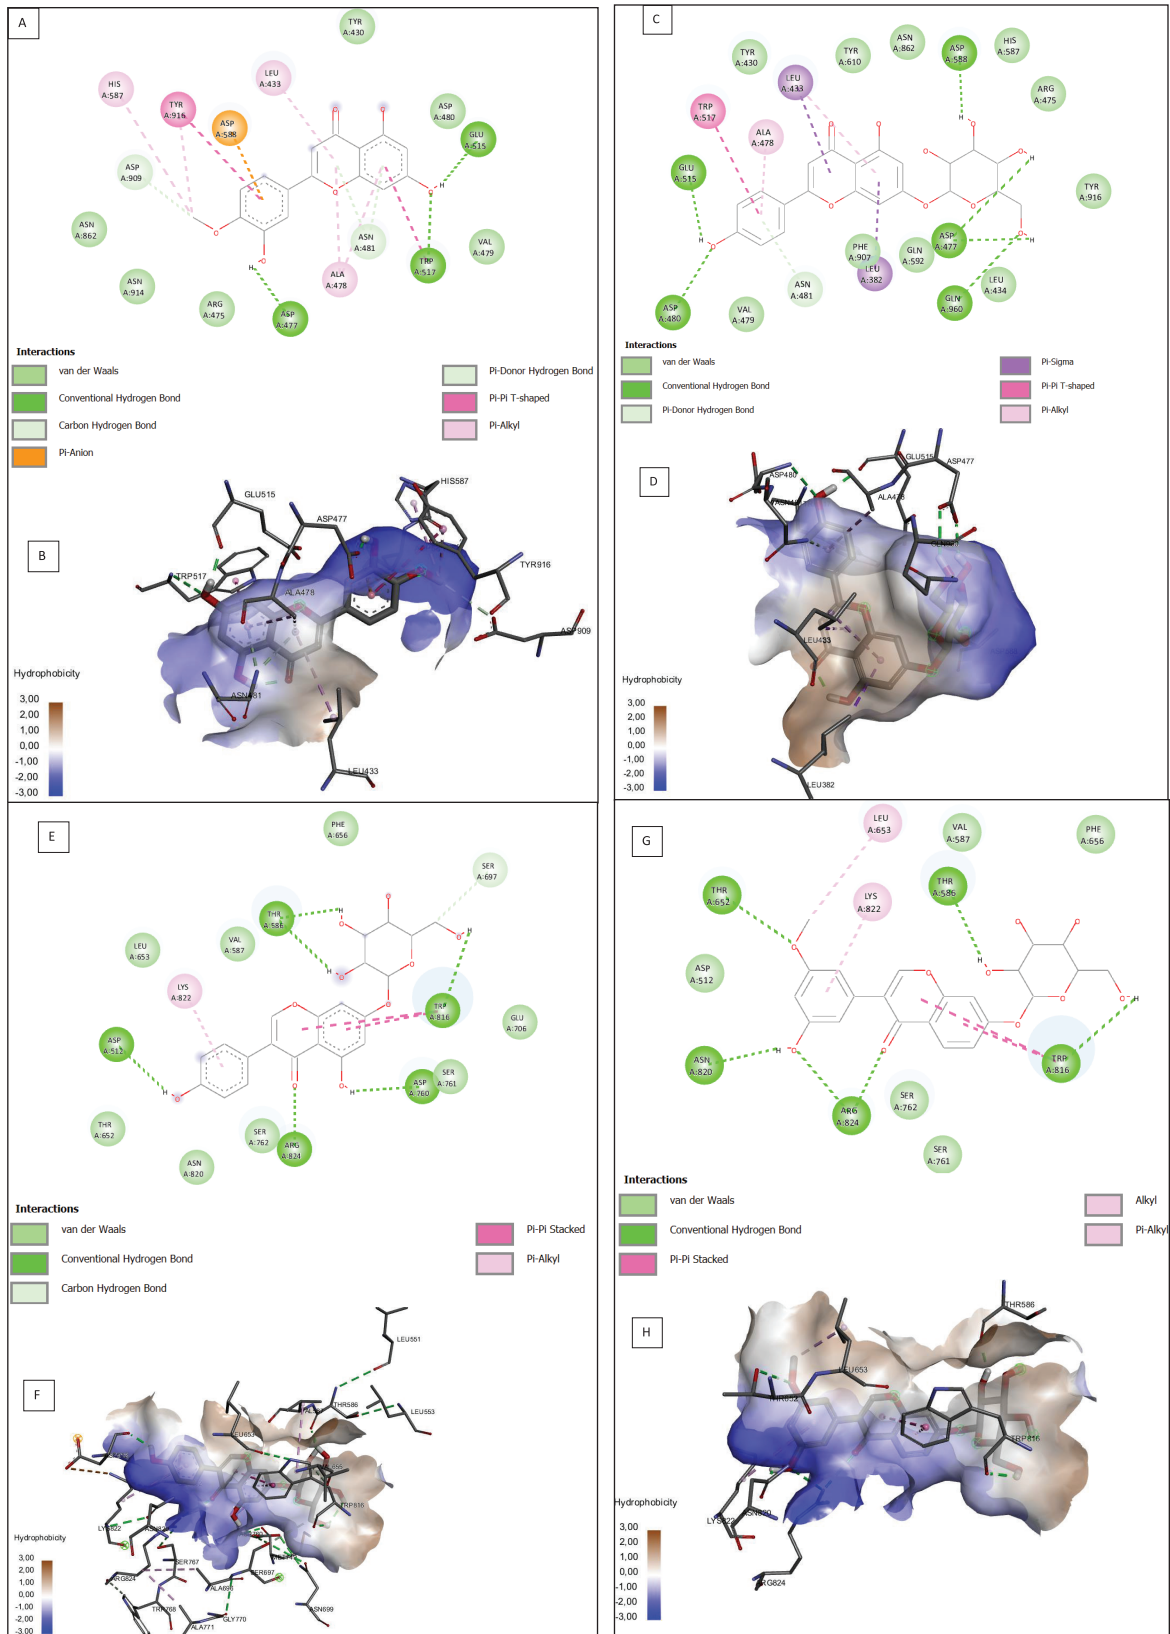 A
TYR
A:430
HIS
A:587
LEU
A:433
TYR
A:916
ASP
A:588
ASP
A:480
GLU
A:515
ASP
A:909
ASN
A:862
ASN
A:481
VAL
A:479
ASN
A:914
ALA
A:478
TRP
A:517
ARG
A:475
ASP
A:477
O
O
O
O
O
O
H
H
Interactions
van der Waals
Conventional Hydrogen Bond
Carbon Hydrogen Bond
Pi-Anion
Pi-Donor Hydrogen Bond
Pi-Pi T-shaped
Pi-Alkyl
B
HIS587
GLU515
ASP477
TYR916
TRP517
ALA478
ASP909
ASN481
LEU433
Hydrophobicity
3,00
2,00
1,00
0,00
-1,00
-2,00
-3,00
C
TYR
A:430
TYR
A:610
ASN
A:862
ASP
A:588
HIS
A:587
LEU
A:433
ARG
A:475
TRP
A:517
ALA
A:478
GLU
A:515
TYR
A:916
PHE
A:907
GLN
A:592
ASP
A:477
LEU
A:382
ASN
A:481
LEU
A:434
GLN
A:960
ASP
A:480
VAL
A:479
Interactions
van der Waals
Conventional Hydrogen Bond
Pi-Donor Hydrogen Bond
Pi-Sigma
Pi-Pi T-shaped
Pi-Alkyl
D
GLU515
ASP477
ASP480
ALA478
LEU433
LEU382
Hydrophobicity
3,00
2,00
1,00
0,00
-1,00
-2,00
-3,00
E
PHE
A:656
SER
A:697
THR
A:586
VAL
A:587
LEU
A:653
LYS
A:822
TRP
A:816
GLU
A:706
ASP
A:512
SER
A:761
ASP
A:760
THR
A:652
SER
A:762
ARG
A:824
ASN
A:820
Interactions
van der Waals
Conventional Hydrogen Bond
Carbon Hydrogen Bond
Pi-Pi Stacked
Pi-Alkyl
F
LEU551
THR586
LEU553
LEU653
TRP816
LYS822
SER767
ARG824
ALA698
SER697
TRP768
GLY770
ALA771
ASN699
Hydrophobicity
3,00
2,00
1,00
0,00
-1,00
-2,00
-3,00
G
LEU
A:653
VAL
A:587
PHE
A:656
THR
A:652
THR
A:586
LYS
A:822
ASP
A:512
ASN
A:820
TRP
A:816
ARG
A:824
SER
A:762
SER
A:761
Interactions
van der Waals
Conventional Hydrogen Bond
Pi-Pi Stacked
Alkyl
Pi-Alkyl
H
THR586
LEU653
THR652
TRP816
ASN820
LYS822
ARG824
Hydrophobicity
3,00
2,00
1,00
0,00
-1,00
-2,00
-3,00